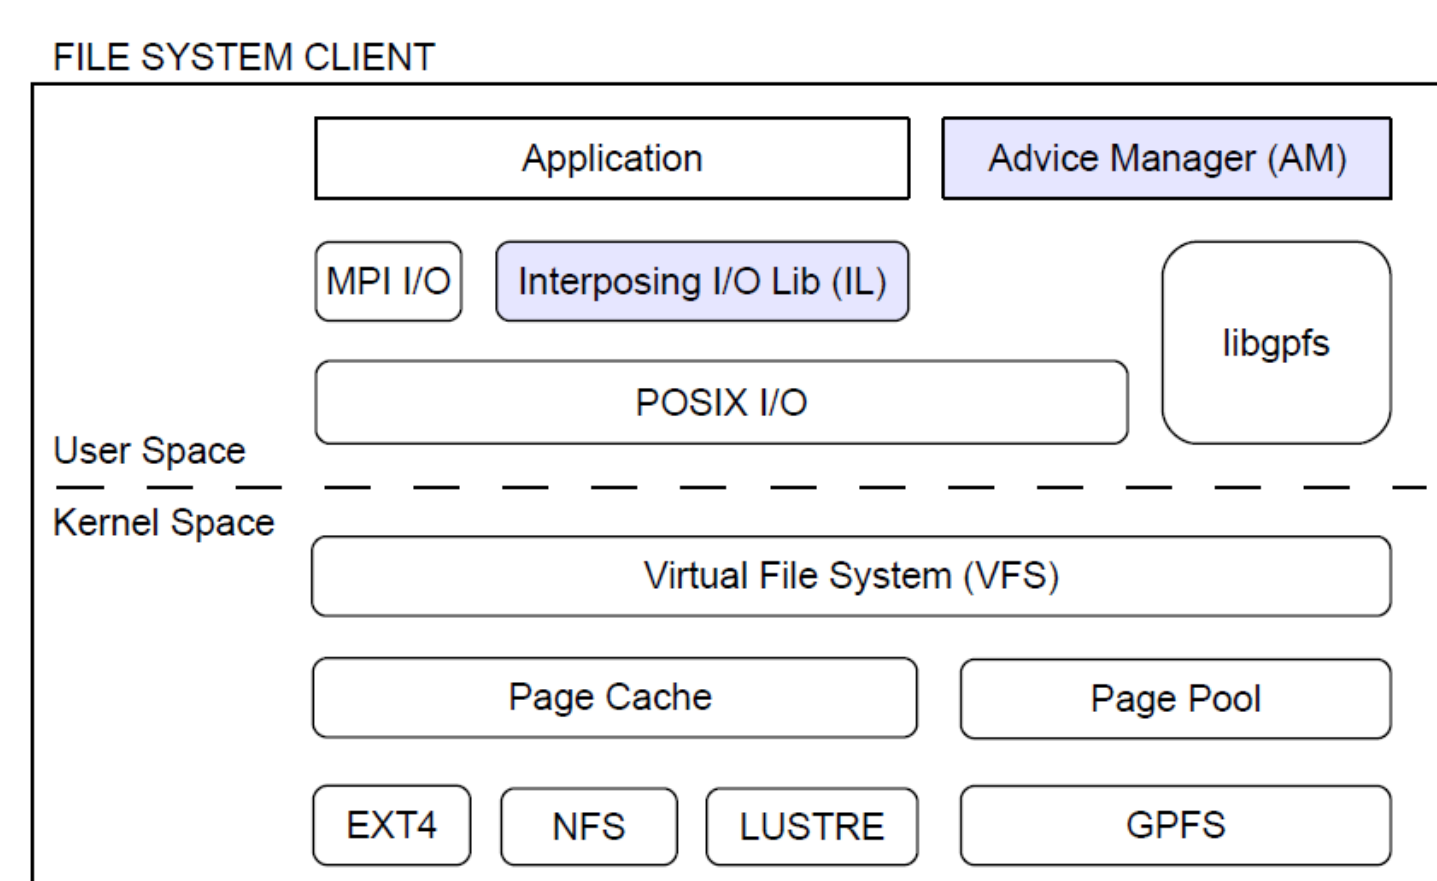 FILE SYSTEM CLIENT
Application
Advice Manager (AM)
MPI I/O
Interposing I/O Lib (IL)
libgpfs
POSIX I/O
User Space
Kernel Space
Virtual File System (VFS)
Page Cache
Page Pool
EXT4
NFS
LUSTRE
GPFS